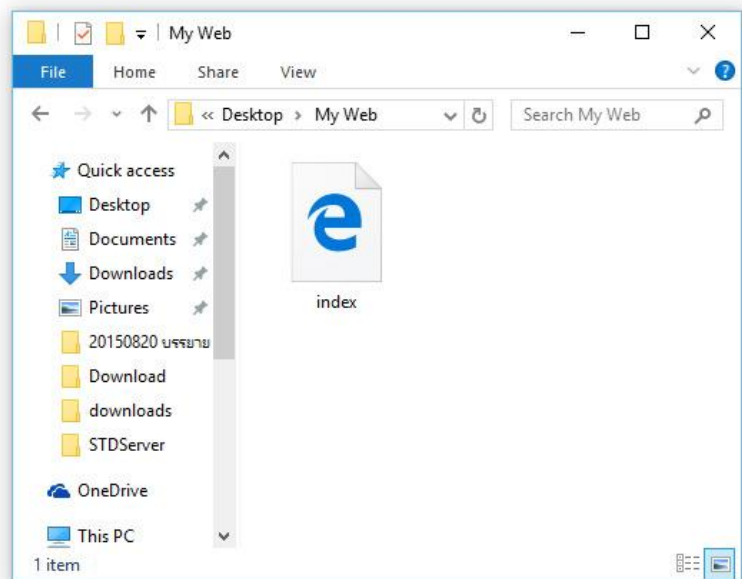 My Web
File Home Share View
« Desktop › My Web
Search My Web
Quick access
Desktop
Documents
Downloads
Pictures
20150820 บรรยาย
Download
downloads
STDServer
OneDrive
This PC
index
1 item